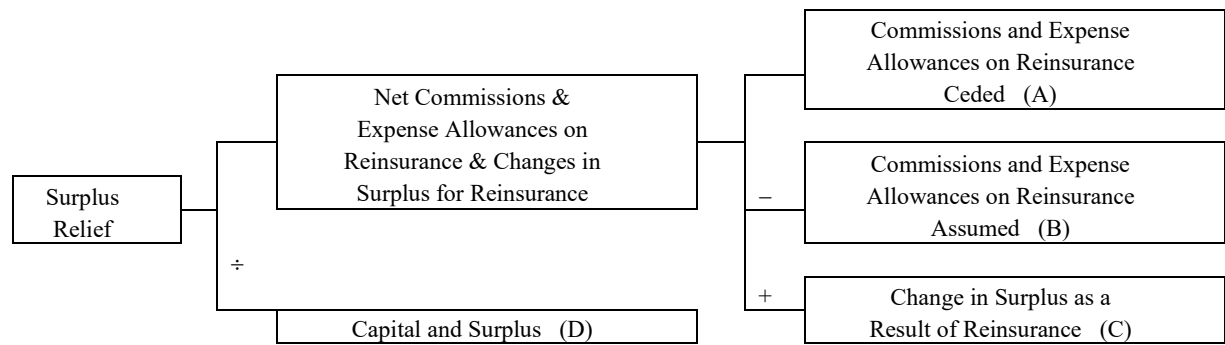 Surplus
Relief
÷
Net Commissions &
Expense Allowances on
Reinsurance & Changes in
Surplus for Reinsurance
Capital and Surplus (D)
–
+
Commissions and Expense
Allowances on Reinsurance
Ceded (A)
Commissions and Expense
Allowances on Reinsurance
Assumed (B)
Change in Surplus as a
Result of Reinsurance (C)